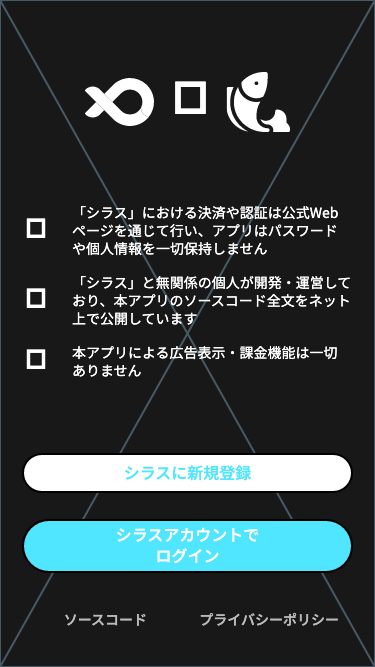 「シラス」における決済や認証は公式Web
ページを通じて行い、アプリはパスワード
や個人情報を一切保持しません
「シラス」と無関係の個人が開発・運営して
おり、本アプリのソースコード全文をネット
上で公開しています
本アプリによる広告表示・課金機能は一切
ありません
シラスに新規登録
シラスアカウントで
ログイン
ソースコード
プライバシーポリシー